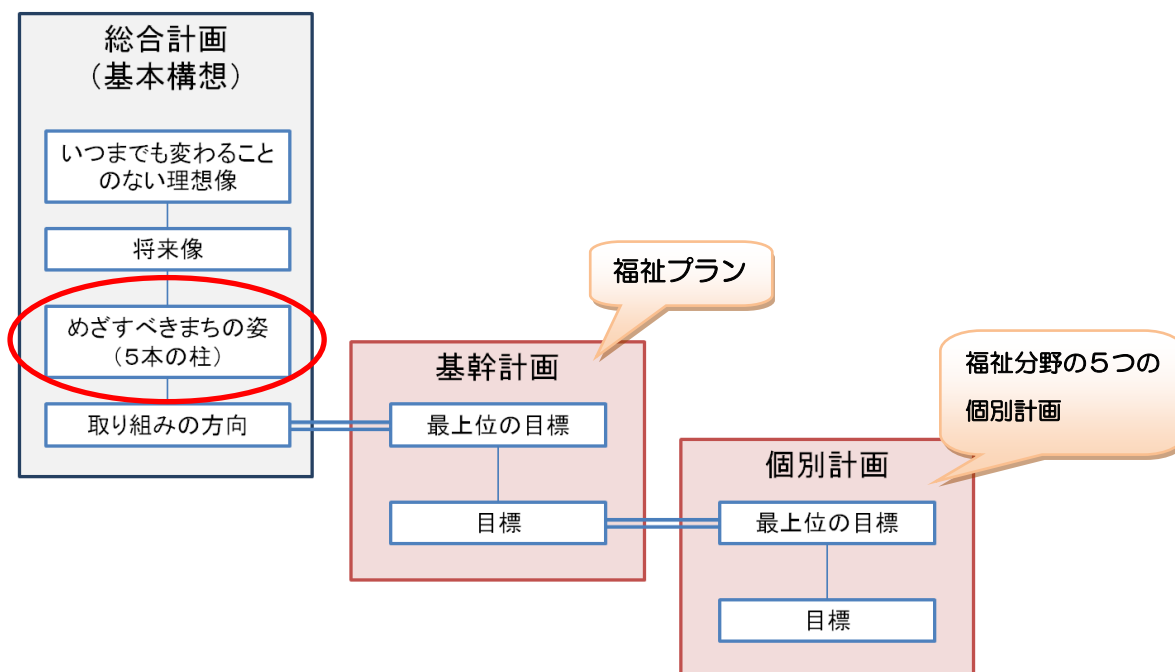 総合計画
（基本構想）
いつまでも変わること
のない理想像
将来像
めざすべきまちの姿
（５本の柱）
取り組みの方向
福祉プラン
基幹計画
最上位の目標
目標
福祉分野の５つの
個別計画
個別計画
最上位の目標
目標